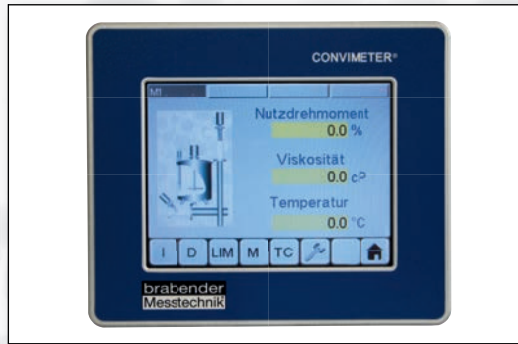 CONVIMETER®
M1
Nutzdrehmoment
0.0 %
Viskosität
0.0 cP
Temperatur
0.0 °C
I D LIM M TC
brabender
Messtechnik